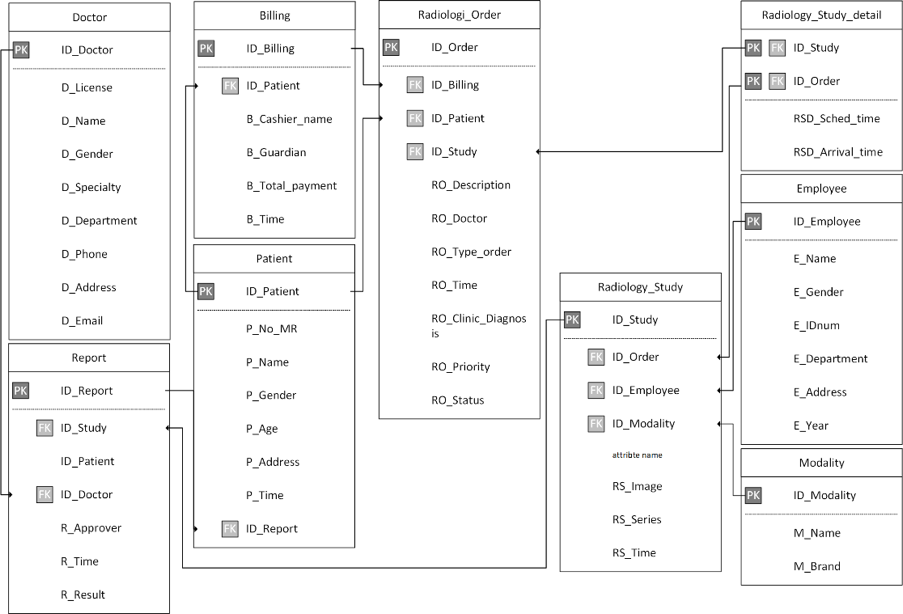 Doctor
PK ID_Doctor
D_License
D_Name
D_Gender
D_Specialty
D_Department
D_Phone
D_Address
D_Email
Report
PK ID_Report
FK ID_Study
ID_Patient
FK ID_Doctor
R_Approver
R_Time
R_Result
Billing
PK ID_Billing
FK ID_Patient
B_Cashier_name
B_Guardian
B_Total_payment
B_Time
Patient
PK ID_Patient
P_No_MR
P_Name
P_Gender
P_Age
P_Address
P_Time
FK ID_Report
Radiologi_Order
PK ID_Order
FK ID_Billing
FK ID_Patient
FK ID_Study
RO_Description
RO_Doctor
RO_Type_order
RO_Time
RO_Clinic_Diagnos
is
RO_Priority
RO_Status
Radiology_Study
PK ID_Study
FK ID_Order
FK ID_Employee
FK ID_Modality
attribte name
RS_Image
RS_Series
RS_Time
Radiology_Study_detail
PK FK ID_Study
PK FK ID_Order
RSD_Sched_time
RSD_Arrival_time
Employee
PK ID_Employee
E_Name
E_Gender
E_IDnum
E_Department
E_Address
E_Year
Modality
PK ID_Modality
M_Name
M_Brand